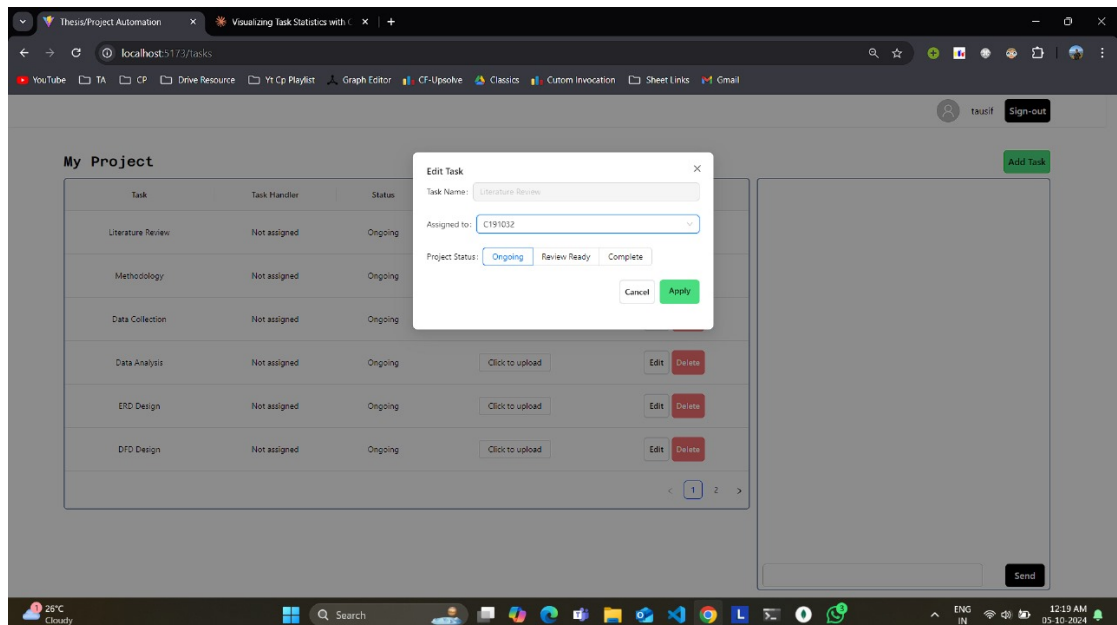 Thesis/Project Automation
Visualizing Task Statistics with C
localhost:5173/tasks
YouTube TA CP Drive Resource Yt Cp Playlist Graph Editor CF-Upsolve Classics Cutom Invocation Sheet Links Gmail
tausif Sign-out
My Project
Add Task
Task Task Handler Status
Literature Review Not assigned Ongoing
Methodology Not assigned Ongoing
Data Collection Not assigned Ongoing
Data Analysis Not assigned Ongoing Click to upload Edit Delete
ERD Design Not assigned Ongoing Click to upload Edit Delete
DFD Design Not assigned Ongoing Click to upload Edit Delete
< 1 2 >
Edit Task
Task Name: Literature Review
Assigned to: C191032
Project Status: Ongoing Review Ready Complete
Cancel Apply
Send
1
26°C
Cloudy
Search
L
3
ENG
IN
12:19 AM
05-10-2024